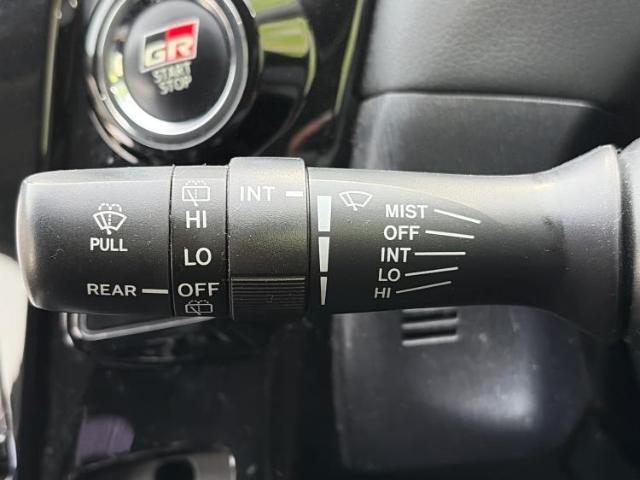 GR
START
STOP
PULL
REAR
HI
LO
OFF
INT
MIST
OFF
INT
LO
HI